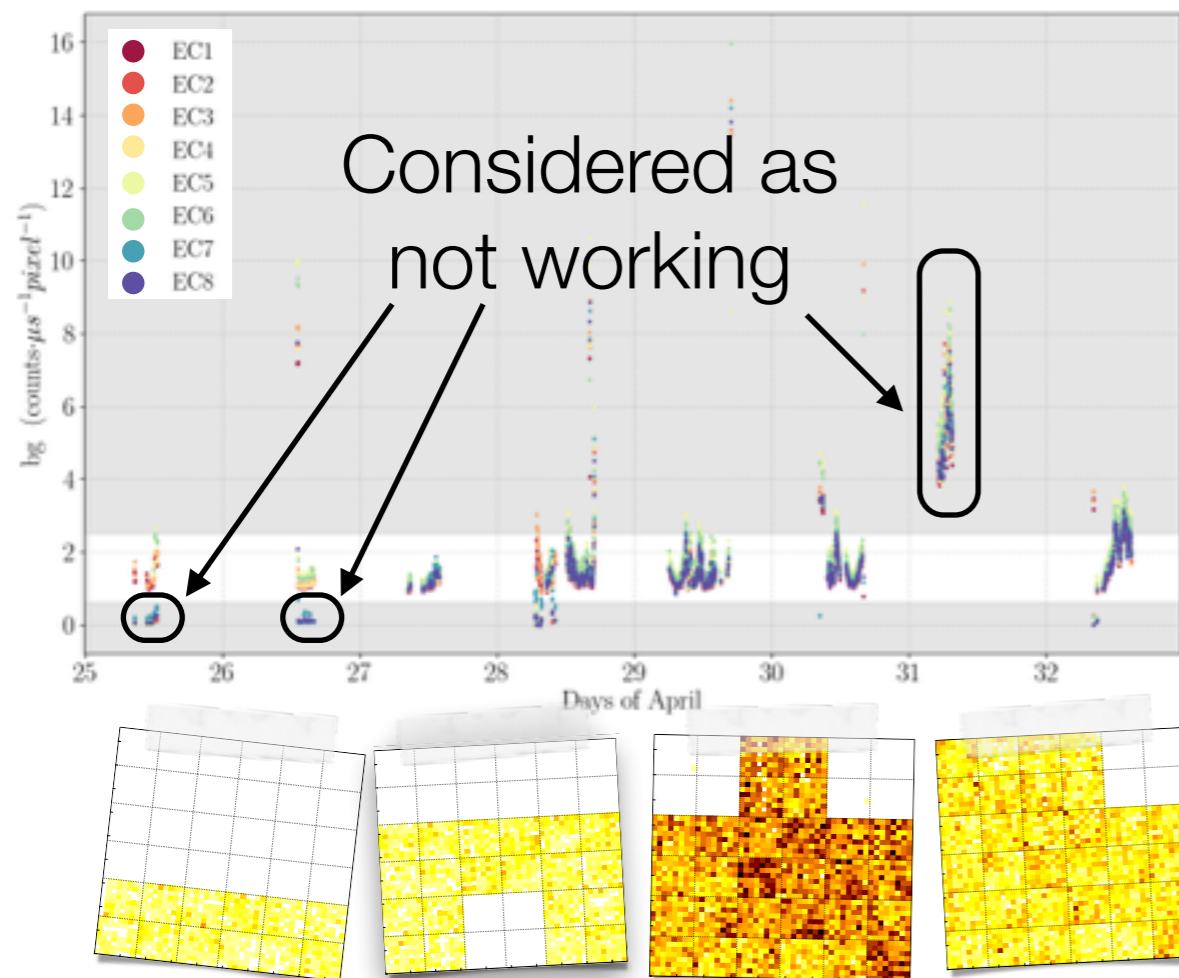 16
14
12
10
8
6
4
2
0
bg (counts·μs⁻¹pixel⁻¹)
EC1
EC2
EC3
EC4
EC5
EC6
EC7
EC8
Considered as
not working
25 26 27 28 29 30 31 32
Days of April